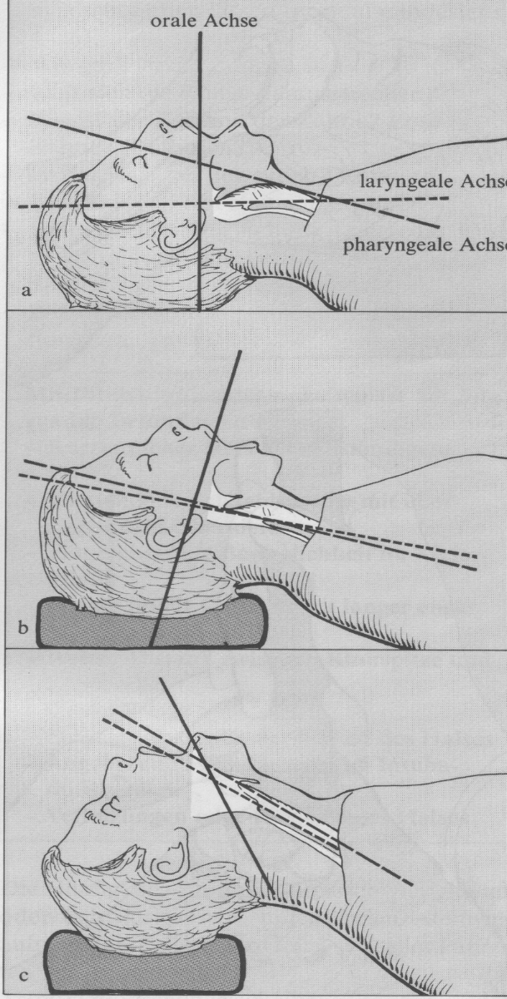 orale Achse
laryngeale Achse
pharyngeale Achse
a
b
c